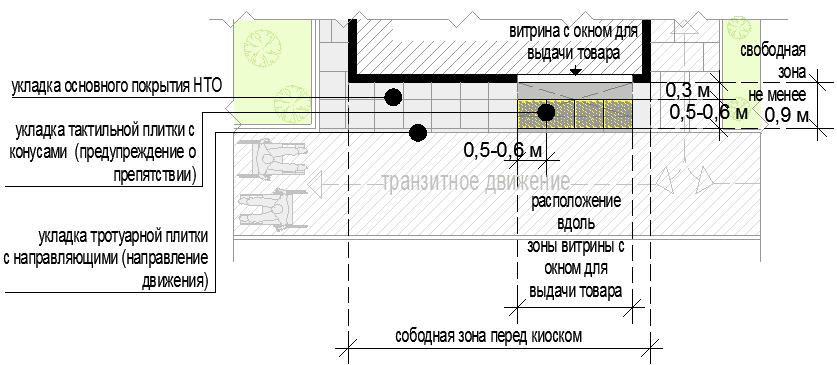 витрина с окном для
выдачи товара
свободная
зона
не менее
0,9 м
0,3 м
0,5-0,6 м
укладка основного покрытия НТО
укладка тактильной плитки с
конусами (предупреждение о
препятствии)
0,5-0,6 м
транзитное движение
укладка тротуарной плитки
с направляющими (направление
движения)
расположение
вдоль
зоны витрины с
окном для
выдачи товара
сободная зона перед киоском